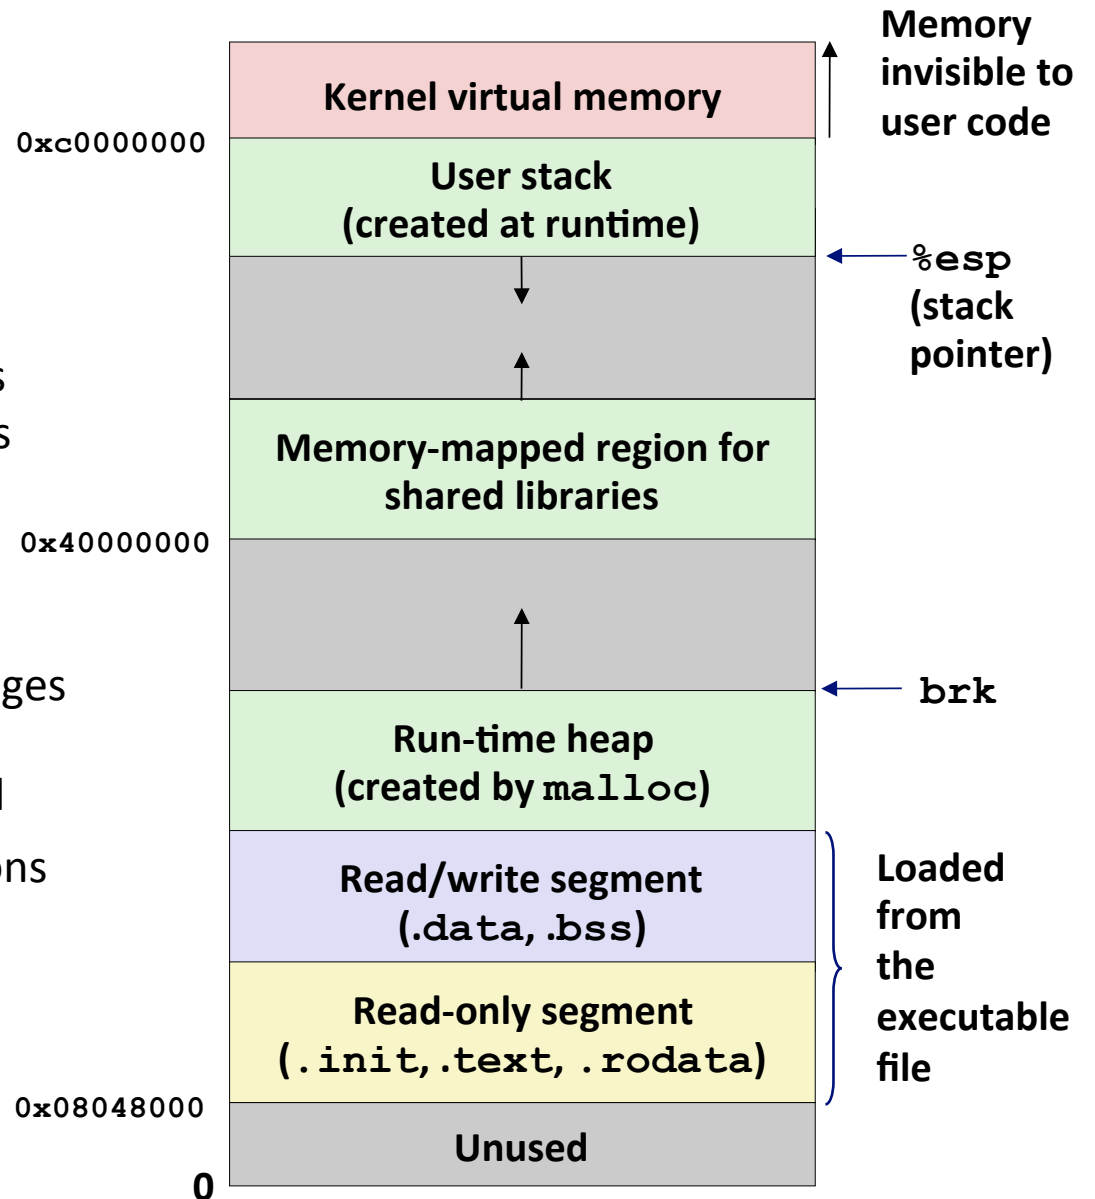 Memory
invisible to
user code
Kernel virtual memory
0xc0000000
User stack
(created at runtime)
%esp
(stack
pointer)
s
s
Memory-mapped region for
shared libraries
0x40000000
ges
brk
Run-time heap
(created by malloc)
ons
Read/write segment
(.data, .bss)
Loaded
from
the
executable
file
Read-only segment
(.init, .text, .rodata)
0x08048000
Unused
0